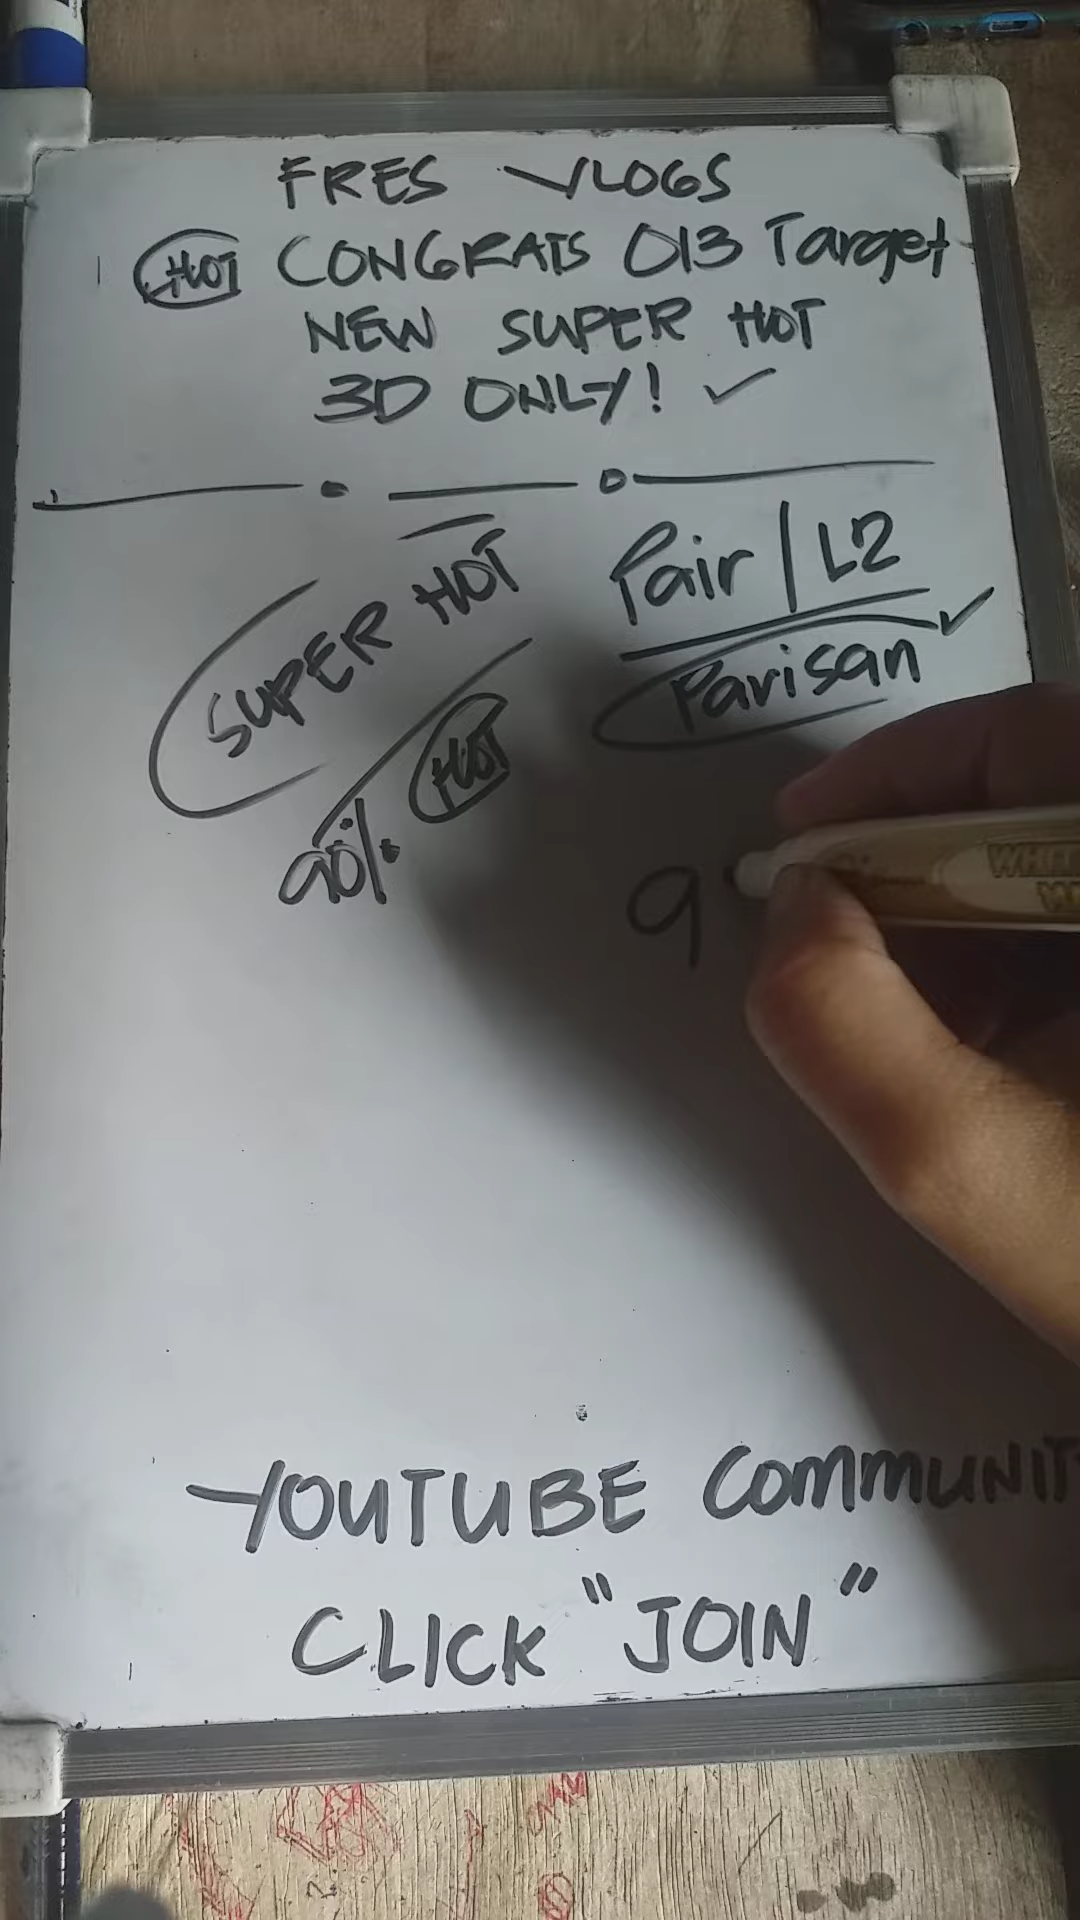 FRES VLOGS
HOT CONGRATS 013 Target
NEW SUPER HOT
3D ONLY! ✓
SUPER HOT
90% HOT
Pair / L2
Parisan ✓
9
WHIT
YOUTUBE COMMUNIT
CLICK "JOIN"